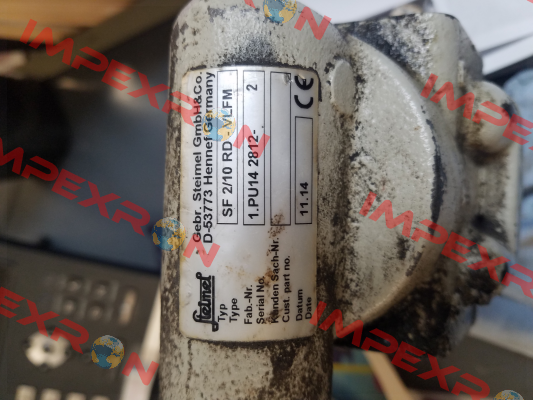 Steimel
Gebr. Steimel GmbH&Co.
D-53773 Hennef Germany
Typ
Type
SF 2/10 RD VLFM
Fab.-Nr.
Serial No.
1.PU14 2812- 2
Kunden Sach-Nr.
Cust. part no.
Datum
Date
11.14
CE
IMPEXRON
IMPEXRON
IMPEXRON
IMPEXRON
IMPEXRON